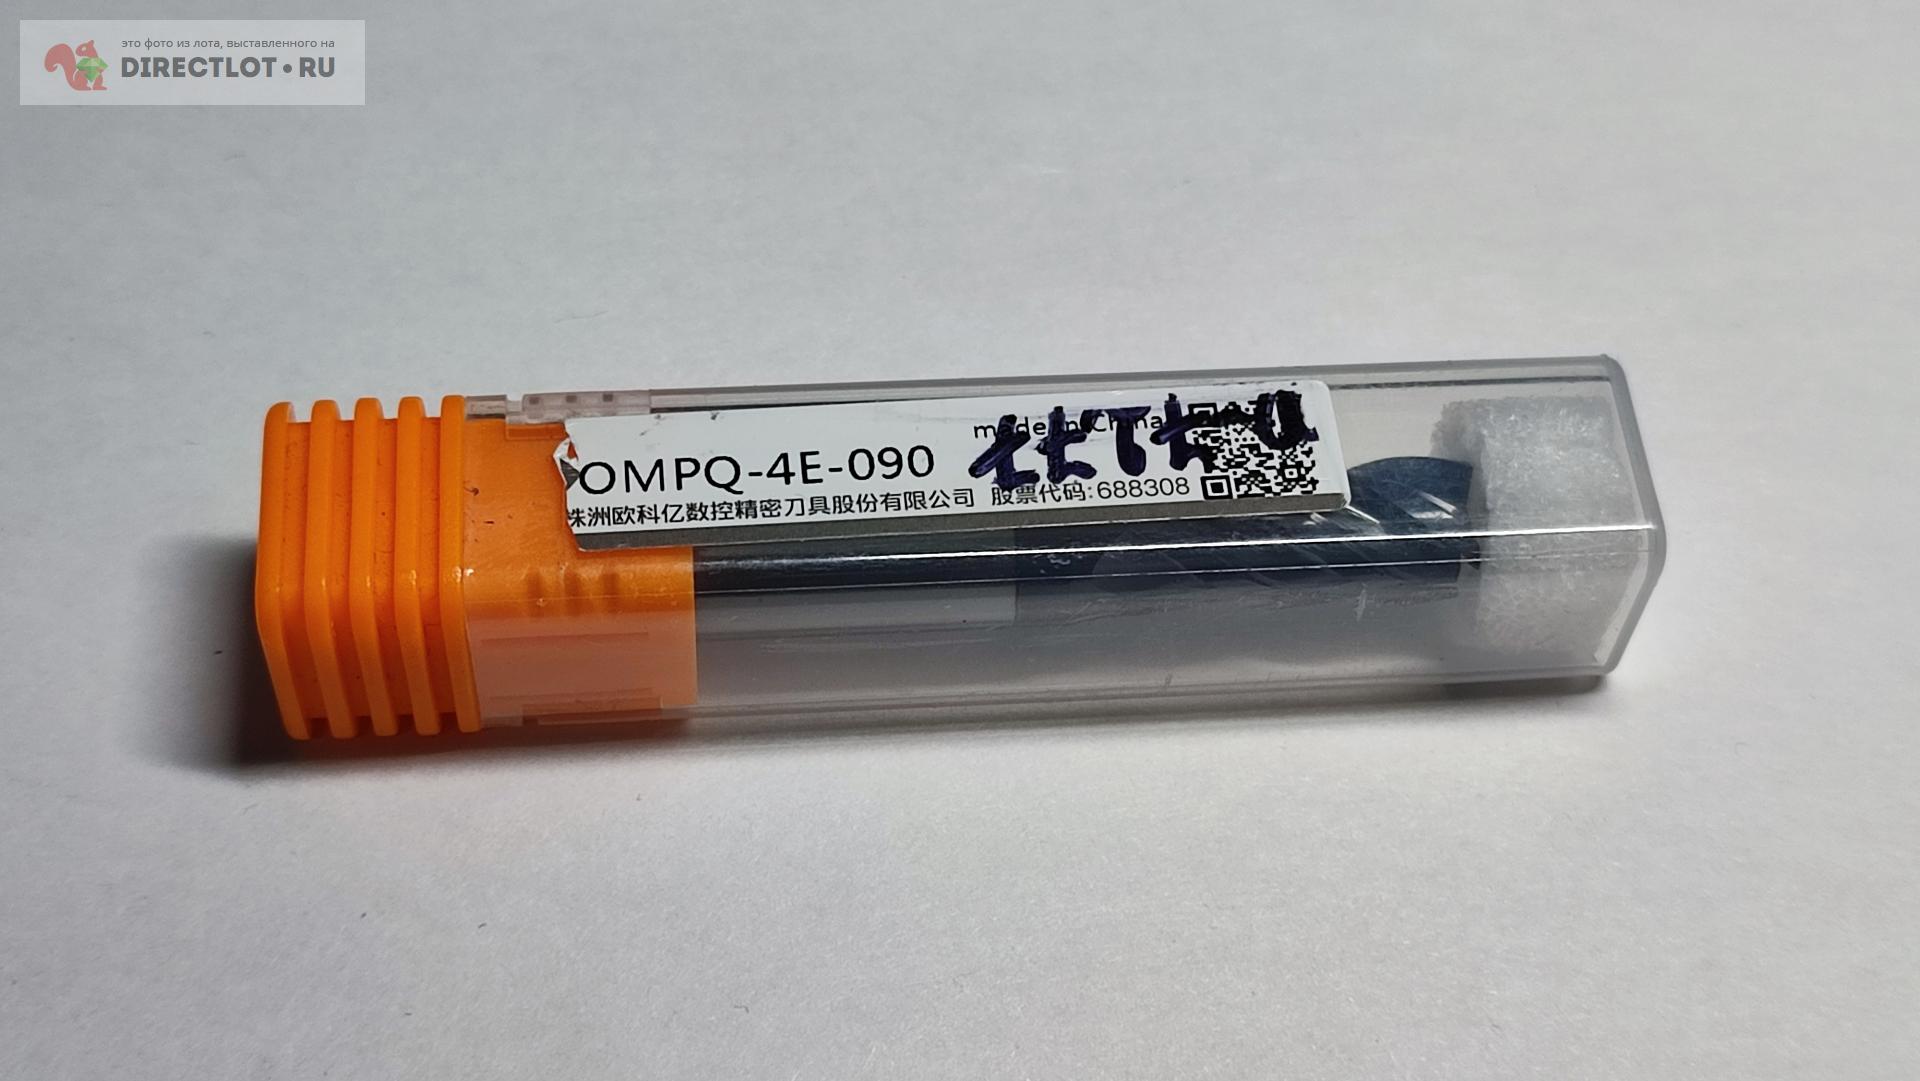 это фото из лота, выставленного на
DIRECTLOT•RU
made in China
OMPQ-4E-090
株洲欧科亿数控精密刀具股份有限公司 股票代码:688308